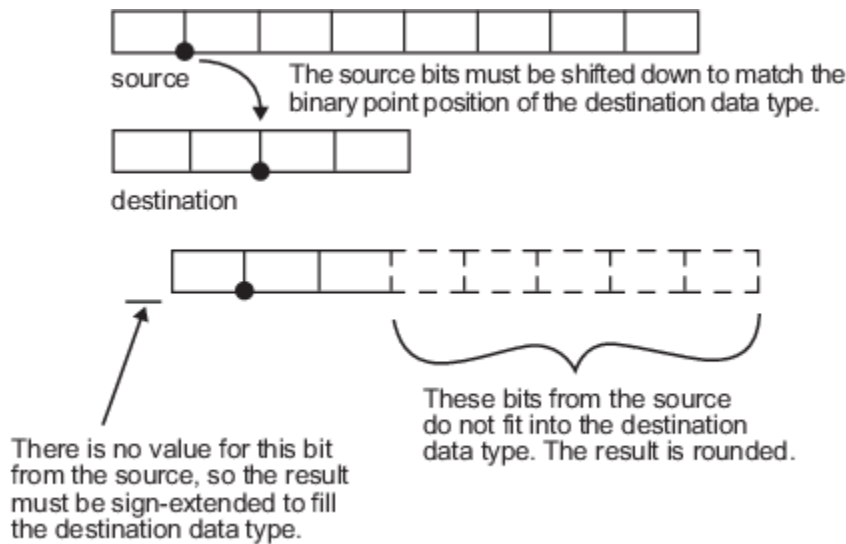 source
The source bits must be shifted down to match the
binary point position of the destination data type.
destination
These bits from the source
do not fit into the destination
data type. The result is rounded.
There is no value for this bit
from the source, so the result
must be sign-extended to fill
the destination data type.